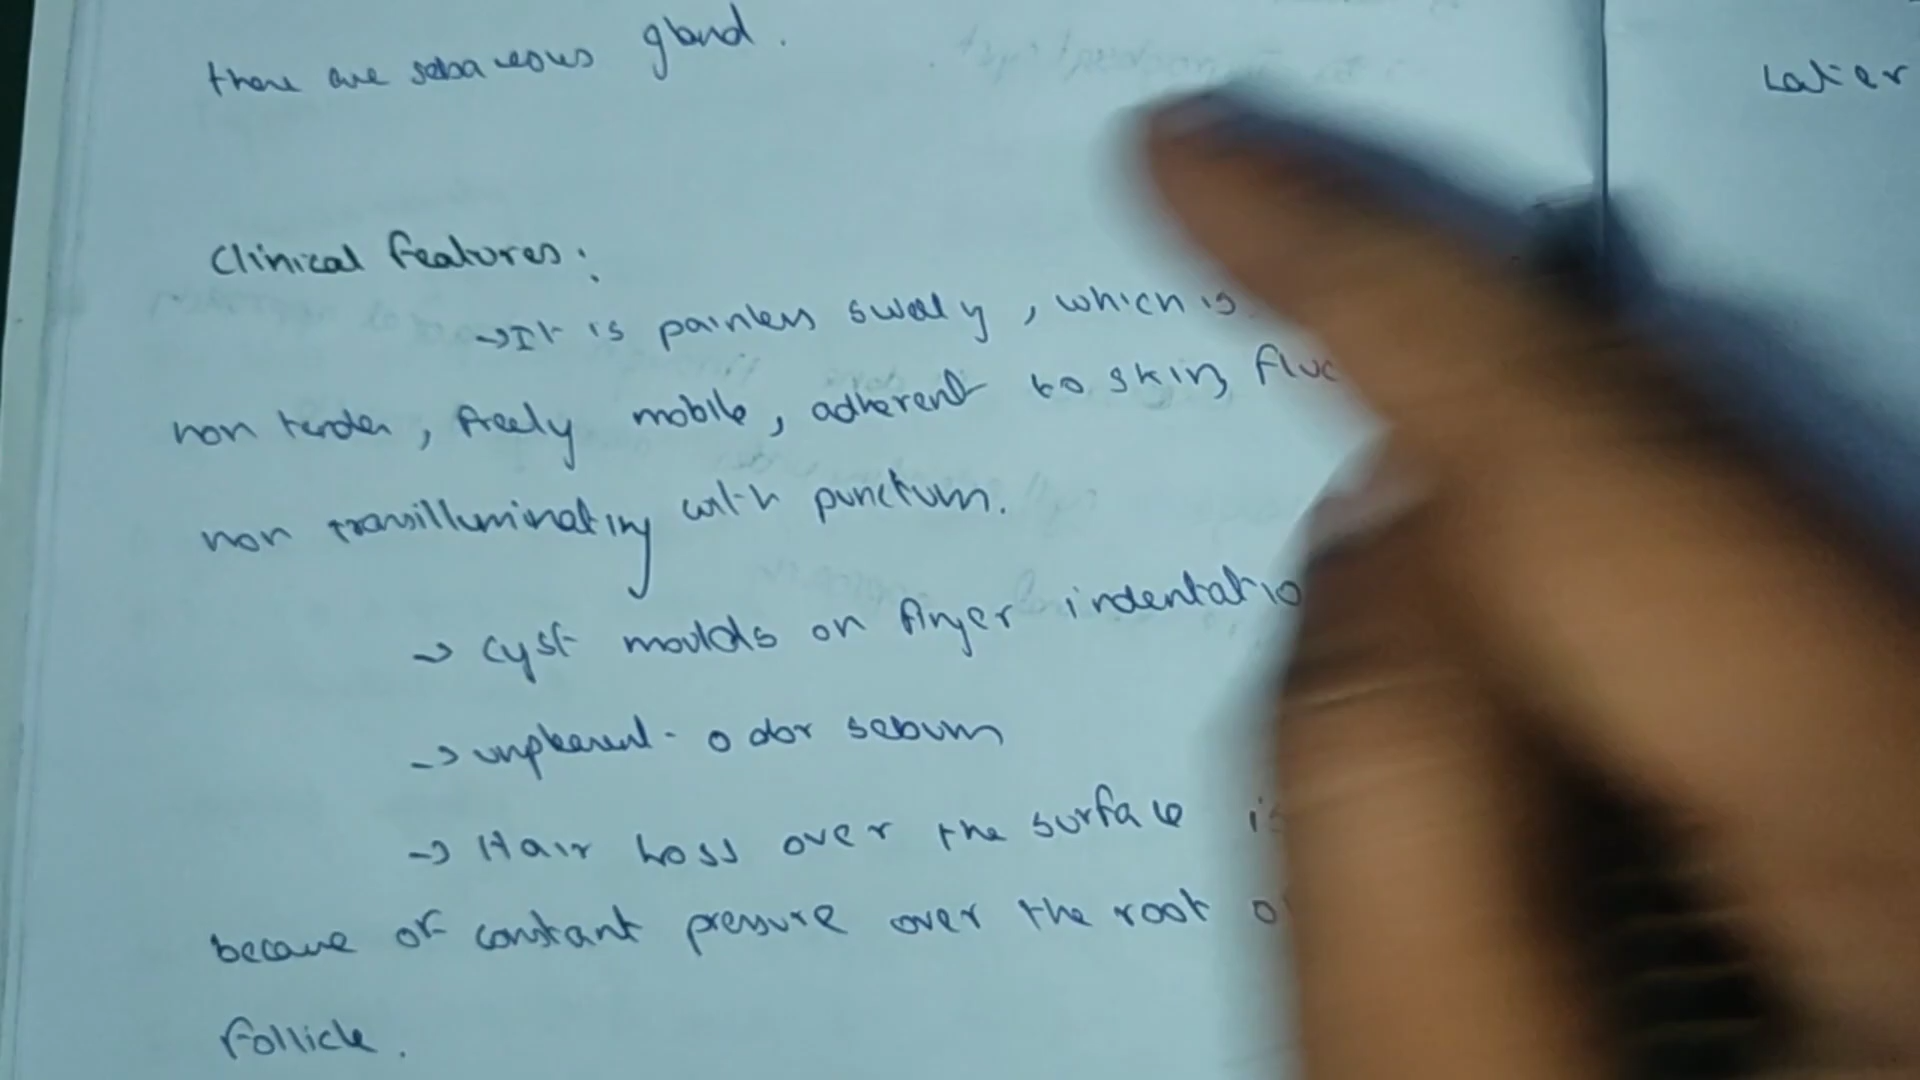 there are sebaceous gland.
Later
Clinical features:
→ It is painless swelly, which is
non tender, freely mobile, adherent to skin, fluc
non transilluminating with punctum.
→ Cyst moulds on finger indentatio
→ unpleasant odor sebum
→ Hair loss over the surface is
because of constant pressure over the root o
follicle.